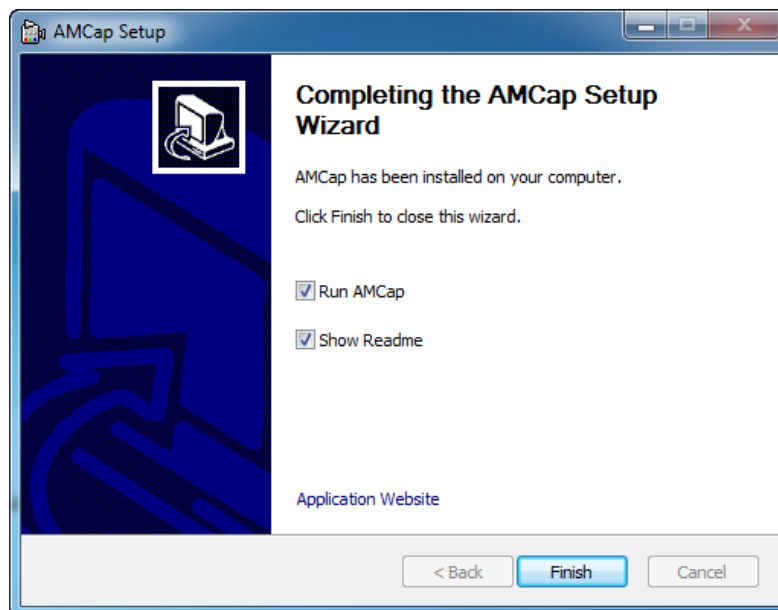 AMCap Setup
Completing the AMCap Setup
Wizard
AMCap has been installed on your computer.
Click Finish to close this wizard.
Run AMCap
Show Readme
Application Website
< Back
Finish
Cancel